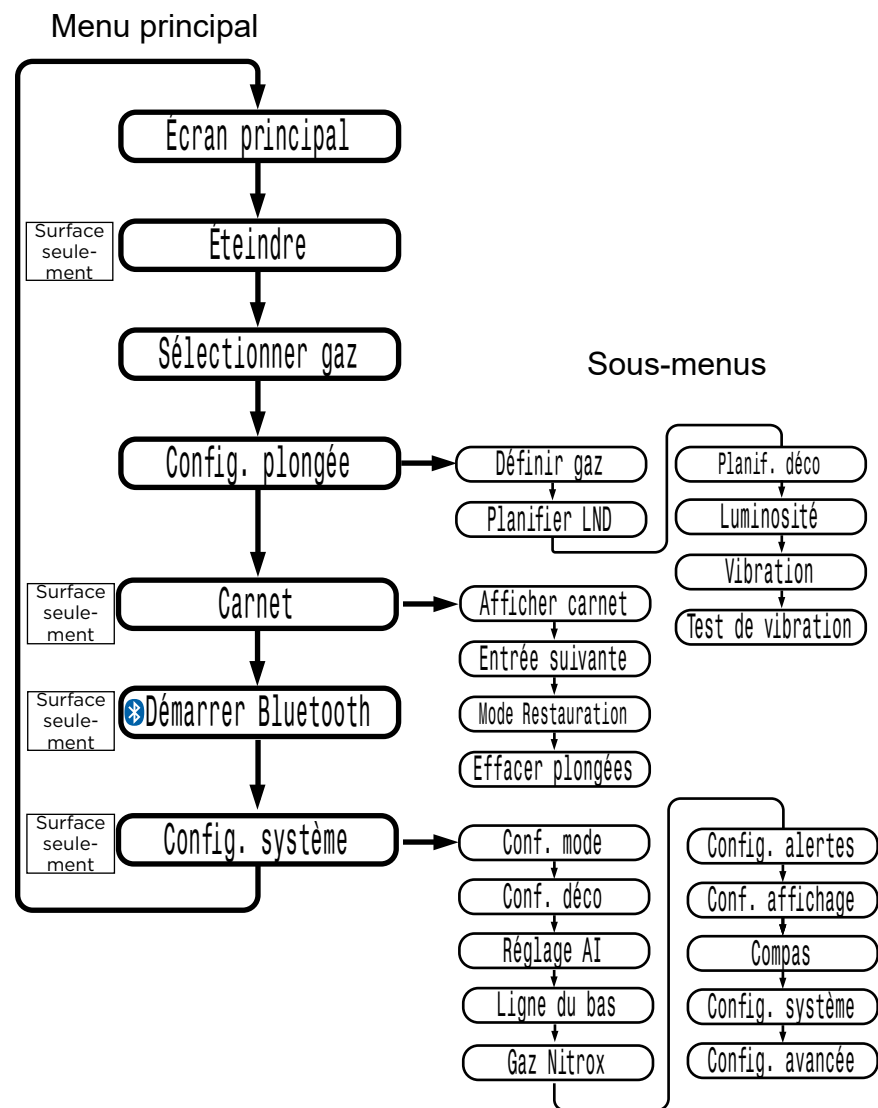 Menu principal
Écran principal
Surface
seule-
ment
Éteindre
Sélectionner gaz
Sous-menus
Config. plongée
Définir gaz
Planifier LND
Planif. déco
Luminosité
Vibration
Test de vibration
Surface
seule-
ment
Carnet
Afficher carnet
Entrée suivante
Mode Restauration
Effacer plongées
Surface
seule-
ment
Démarrer Bluetooth
Surface
seule-
ment
Config. système
Conf. mode
Conf. déco
Réglage AI
Ligne du bas
Gaz Nitrox
Config. alertes
Conf. affichage
Compas
Config. système
Config. avancée